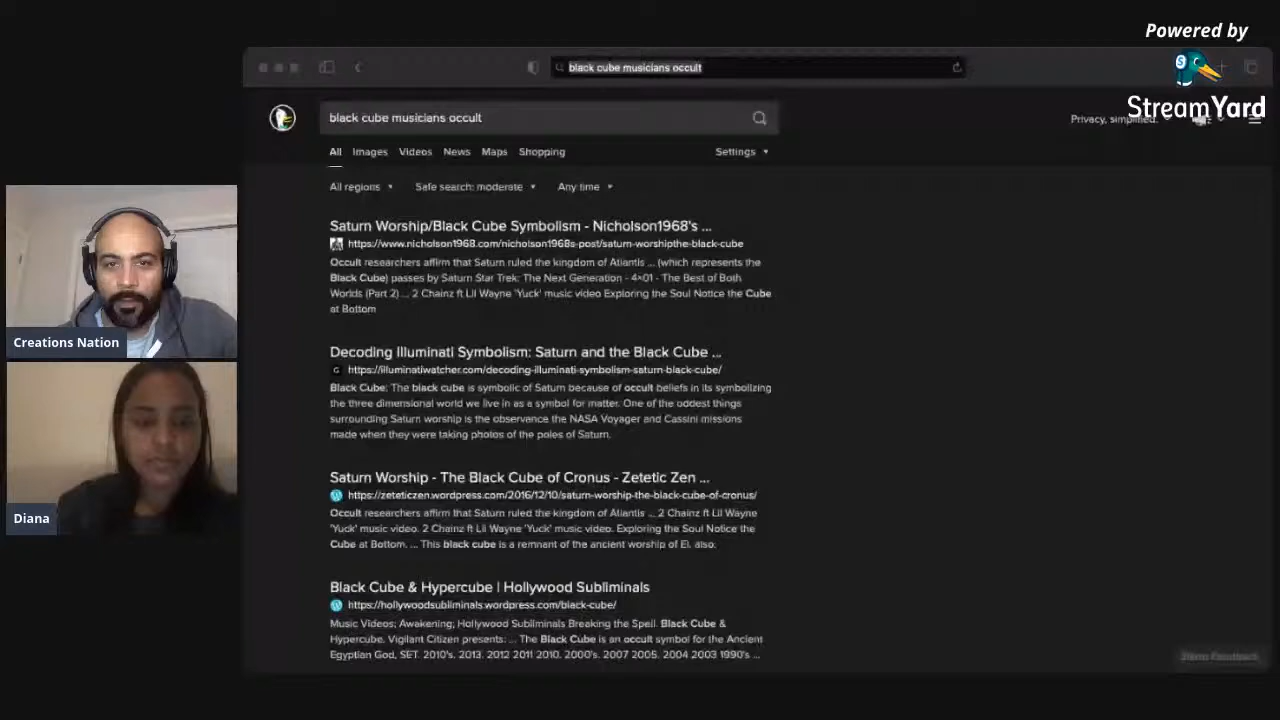 Powered by
StreamYard
black cube musicians occult
black cube musicians occult
Privacy, simplified.
All Images Videos News Maps Shopping Settings
All regions Safe search: moderate Any time
Saturn Worship/Black Cube Symbolism - Nicholson1968's ...
https://www.nicholson1968.com/nicholson1968s-post/saturn-worshipthe-black-cube
Occult researchers affirm that Saturn ruled the kingdom of Atlantis ... (which represents the
Black Cube) passes by Saturn Star Trek: The Next Generation - 4x01 - The Best of Both
Worlds (Part 2) ... 2 Chainz ft Lil Wayne 'Yuck' music video Exploring the Soul Notice the Cube
at Bottom
Decoding Illuminati Symbolism: Saturn and the Black Cube ...
https://illuminatiwatcher.com/decoding-illuminati-symbolism-saturn-black-cube/
Black Cube: The black cube is symbolic of Saturn because of occult beliefs in its symbolizing
the three dimensional world we live in as a symbol for matter. One of the oddest things
surrounding Saturn worship is the observance the NASA Voyager and Cassini missions
made when they were taking photos of the poles of Saturn.
Saturn Worship - The Black Cube of Cronus - Zetetic Zen ...
https://zeteticzen.wordpress.com/2016/12/10/saturn-worship-the-black-cube-of-cronus/
Occult researchers affirm that Saturn ruled the kingdom of Atlantis ... 2 Chainz ft Lil Wayne
'Yuck' music video. 2 Chainz ft Lil Wayne 'Yuck' music video. Exploring the Soul Notice the
Cube at Bottom. ... This black cube is a remnant of the ancient worship of El. also.
Black Cube & Hypercube | Hollywood Subliminals
https://hollywoodsubliminals.wordpress.com/black-cube/
Music Videos; Awakening; Hollywood Subliminals Breaking the Spell. Black Cube &
Hypercube. Vigilant Citizen presents: ... The Black Cube is an occult symbol for the Ancient
Egyptian God, SET. 2010's. 2013. 2012 2011 2010. 2000's. 2007 2005. 2004 2003 1990's ...
Share Feedback
Creations Nation
Diana